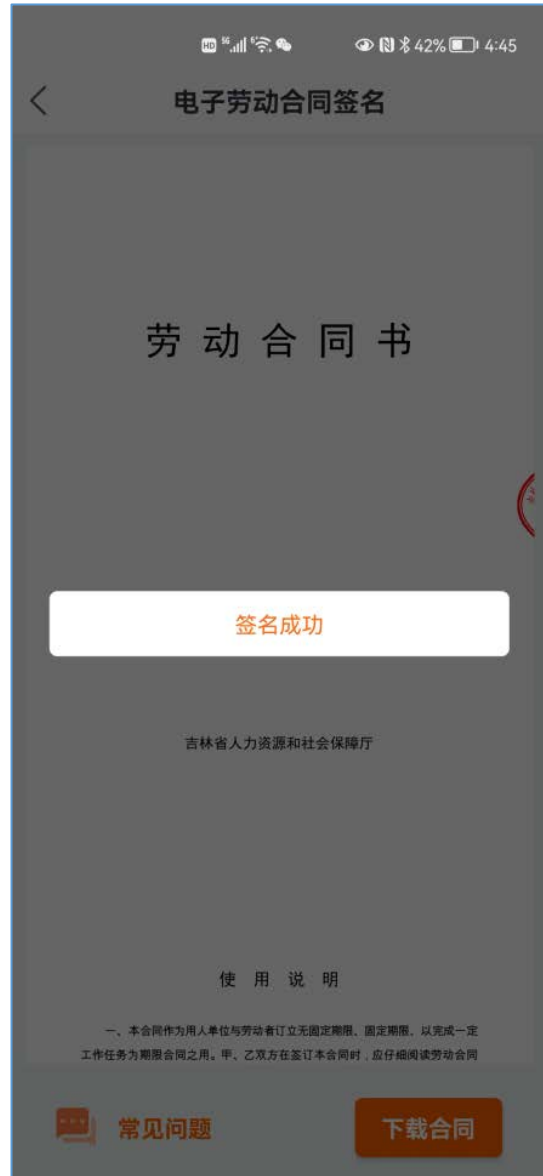 HD 5G 6 42% 4:45
电子劳动合同签名
劳动合同书
签名成功
吉林省人力资源和社会保障厅
使用说明
一、本合同作为用人单位与劳动者订立无固定期限、固定期限、以完成一定
工作任务为期限合同之用。甲、乙双方在签订本合同时，应仔细阅读劳动合同
常见问题
下载合同